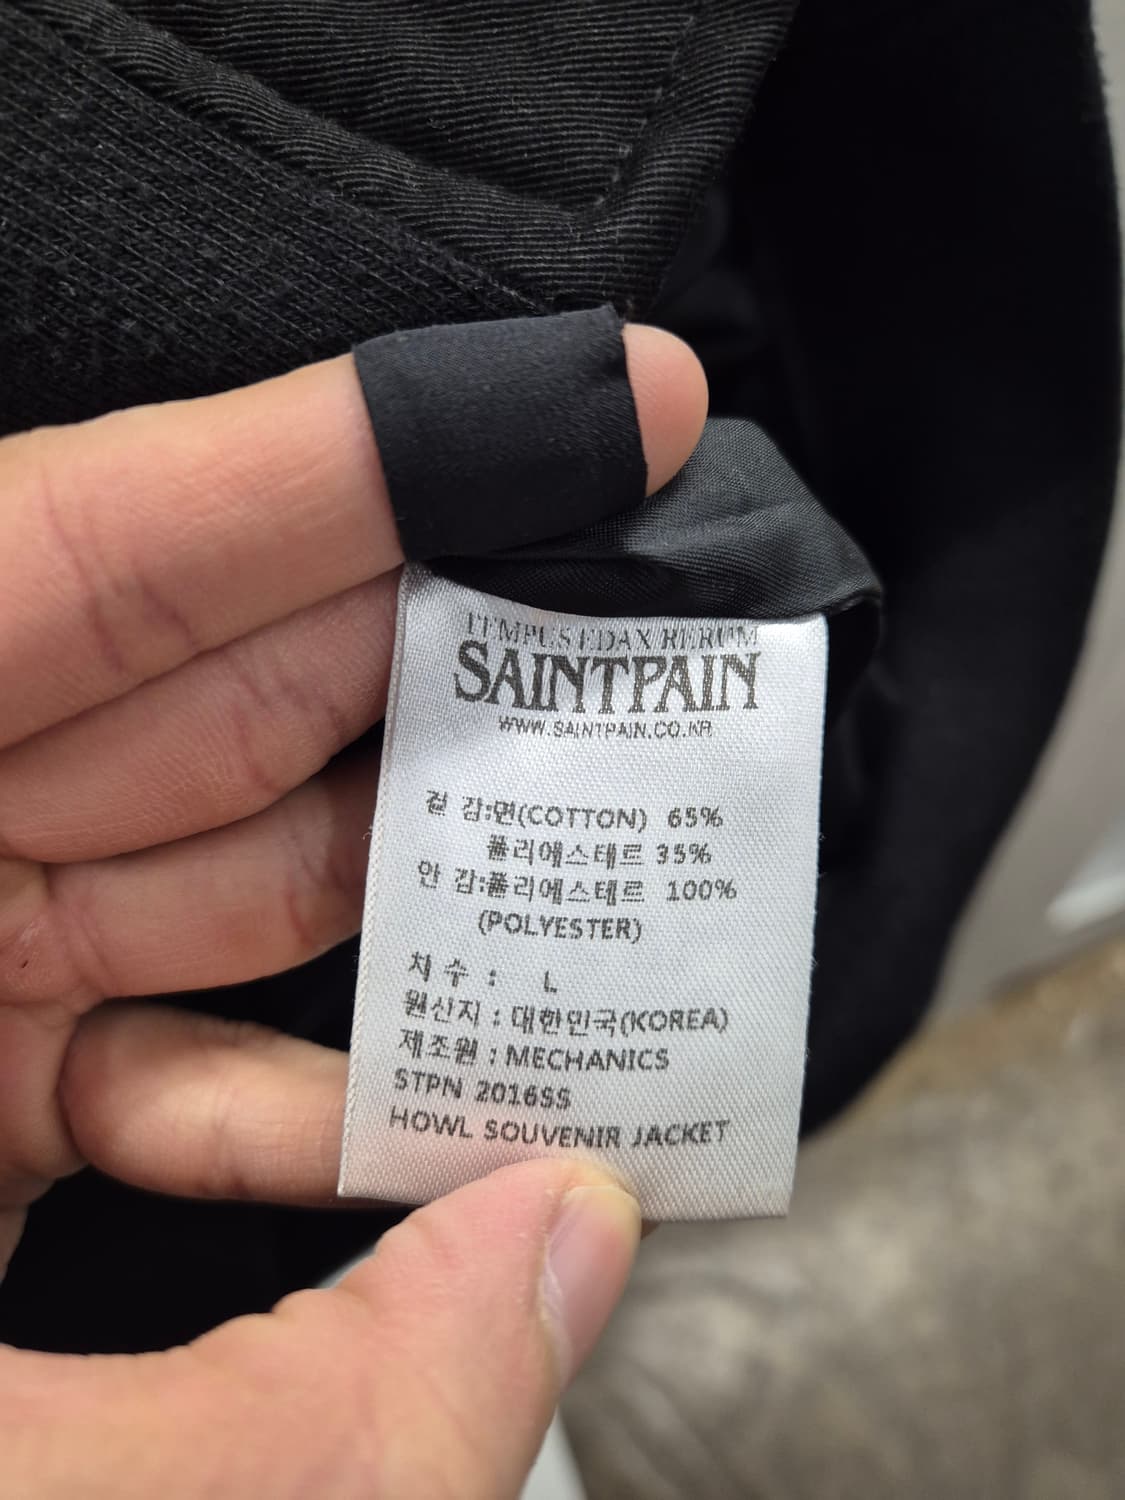 TEMPUS EDAX RERUM
SAINTPAIN
WWW.SAINTPAIN.CO.KR
겉 감:면(COTTON) 65%
폴리에스테르 35%
안 감:폴리에스테르 100%
(POLYESTER)
치 수 : L
원산지 : 대한민국(KOREA)
제조원 : MECHANICS
STPN 2016SS
HOWL SOUVENIR JACKET